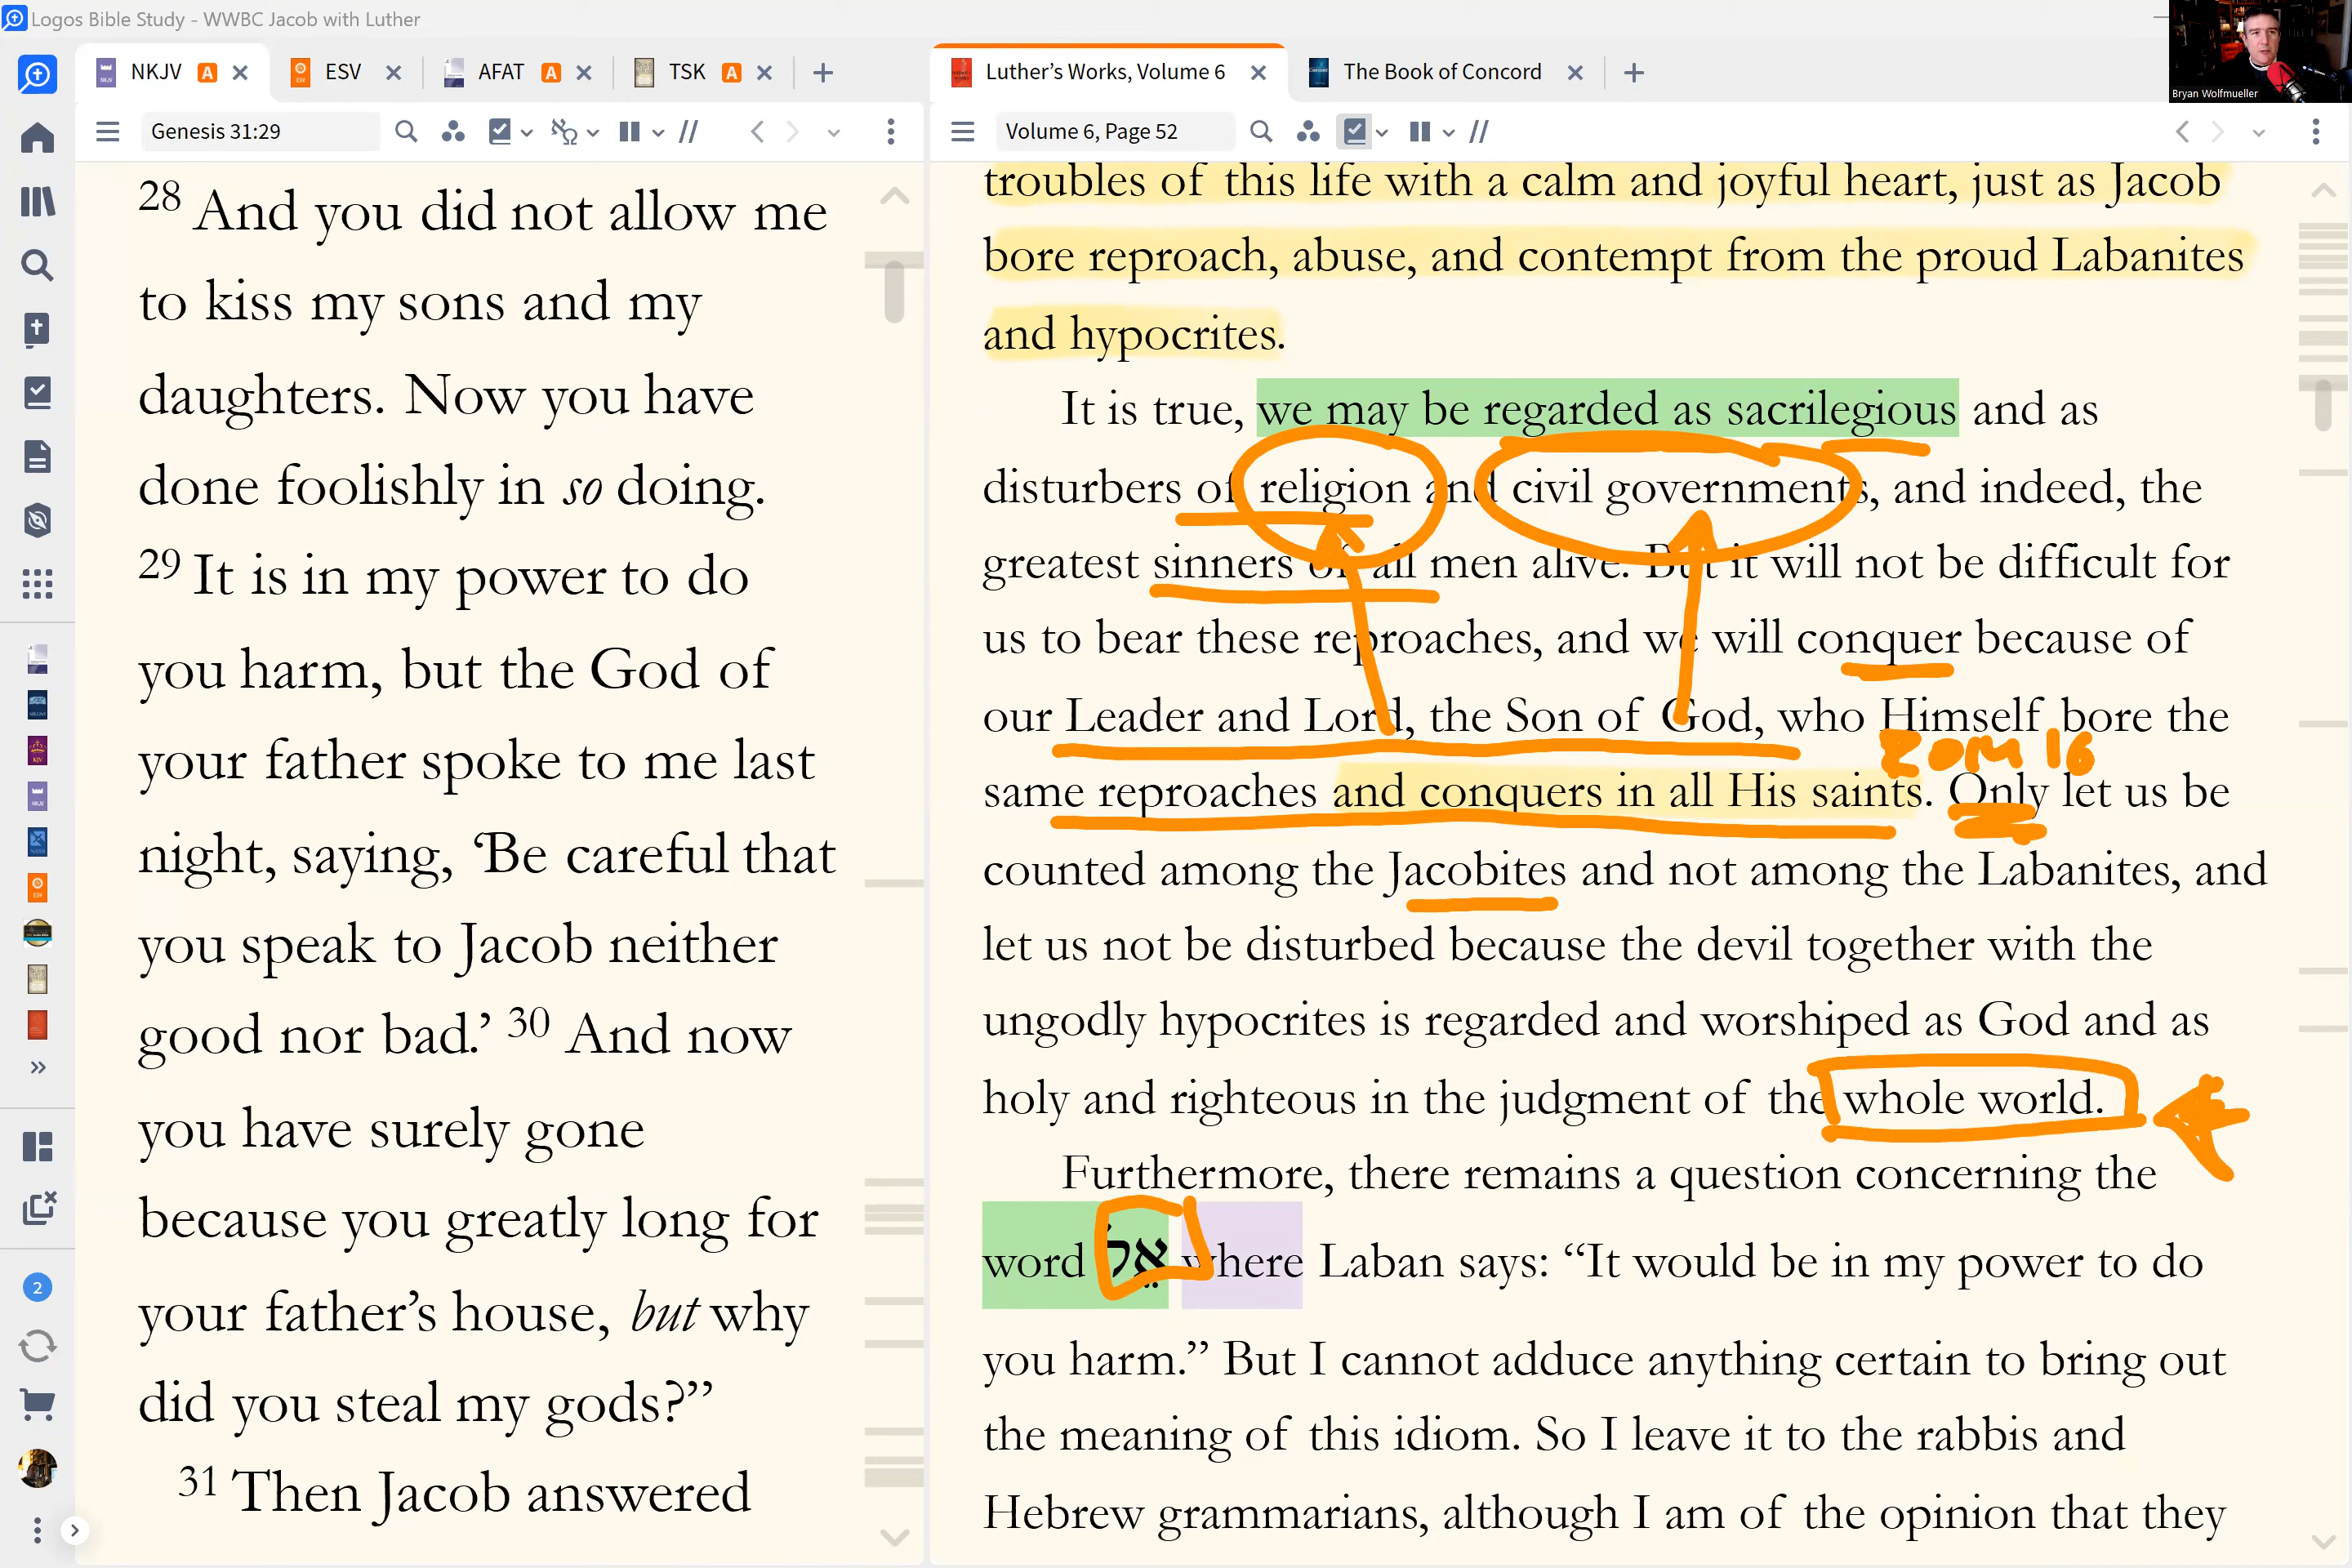 Logos Bible Study - WWBC Jacob with Luther
NKJV A
ESV
AFAT A
TSK A
Genesis 31:29
28 And you did not allow me
to kiss my sons and my
daughters. Now you have
done foolishly in so doing.
29 It is in my power to do
you harm, but the God of
your father spoke to me last
night, saying, ‘Be careful that
you speak to Jacob neither
good nor bad.’ 30 And now
you have surely gone
because you greatly long for
your father’s house, but why
did you steal my gods?”
31 Then Jacob answered
2
Luther’s Works, Volume 6
The Book of Concord
Volume 6, Page 52
troubles of this life with a calm and joyful heart, just as Jacob
bore reproach, abuse, and contempt from the proud Labanites
and hypocrites.
It is true, we may be regarded as sacrilegious and as
disturbers of religion and civil governments, and indeed, the
greatest sinners of all men alive. But it will not be difficult for
us to bear these reproaches, and we will conquer because of
our Leader and Lord, the Son of God, who Himself bore the
ROM 16
same reproaches and conquers in all His saints. Only let us be
counted among the Jacobites and not among the Labanites, and
let us not be disturbed because the devil together with the
ungodly hypocrites is regarded and worshiped as God and as
holy and righteous in the judgment of the whole world.
Furthermore, there remains a question concerning the
word אֵל where Laban says: “It would be in my power to do
you harm.” But I cannot adduce anything certain to bring out
the meaning of this idiom. So I leave it to the rabbis and
Hebrew grammarians, although I am of the opinion that they
Bryan Wolfmueller